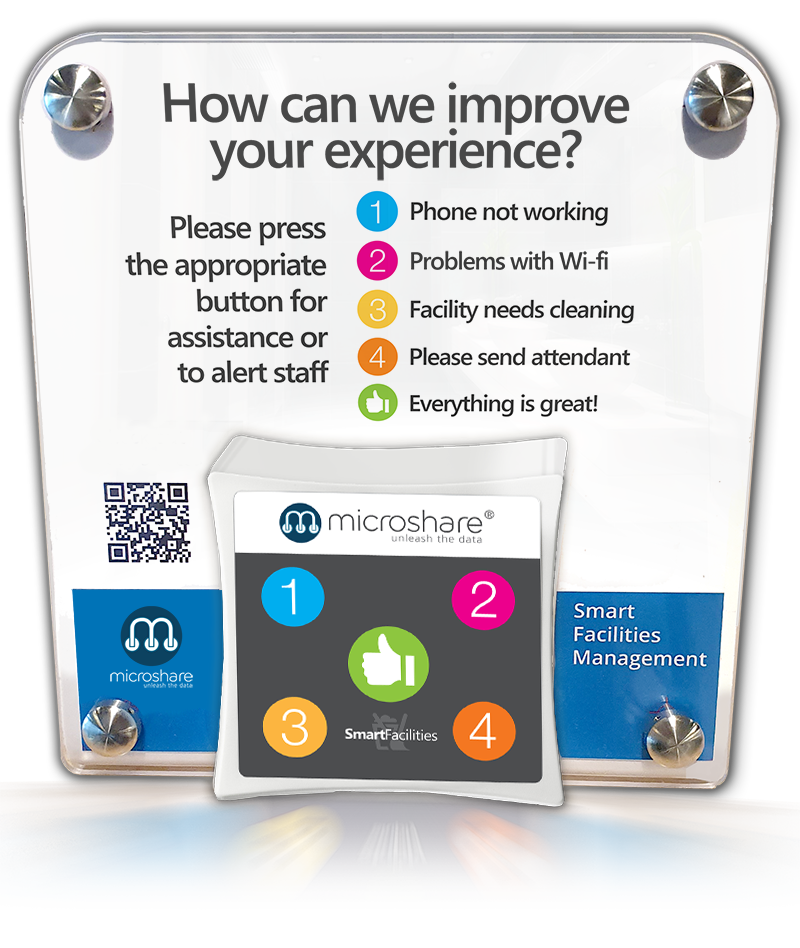 How can we improve
your experience?
Please press
the appropriate
button for
assistance or
to alert staff
1 Phone not working
2 Problems with Wi-fi
3 Facility needs cleaning
4 Please send attendant
Everything is great!
microshare®
unleash the data
1
2
3
4
SmartFacilities
microshare
unleash the data
Smart
Facilities
Management